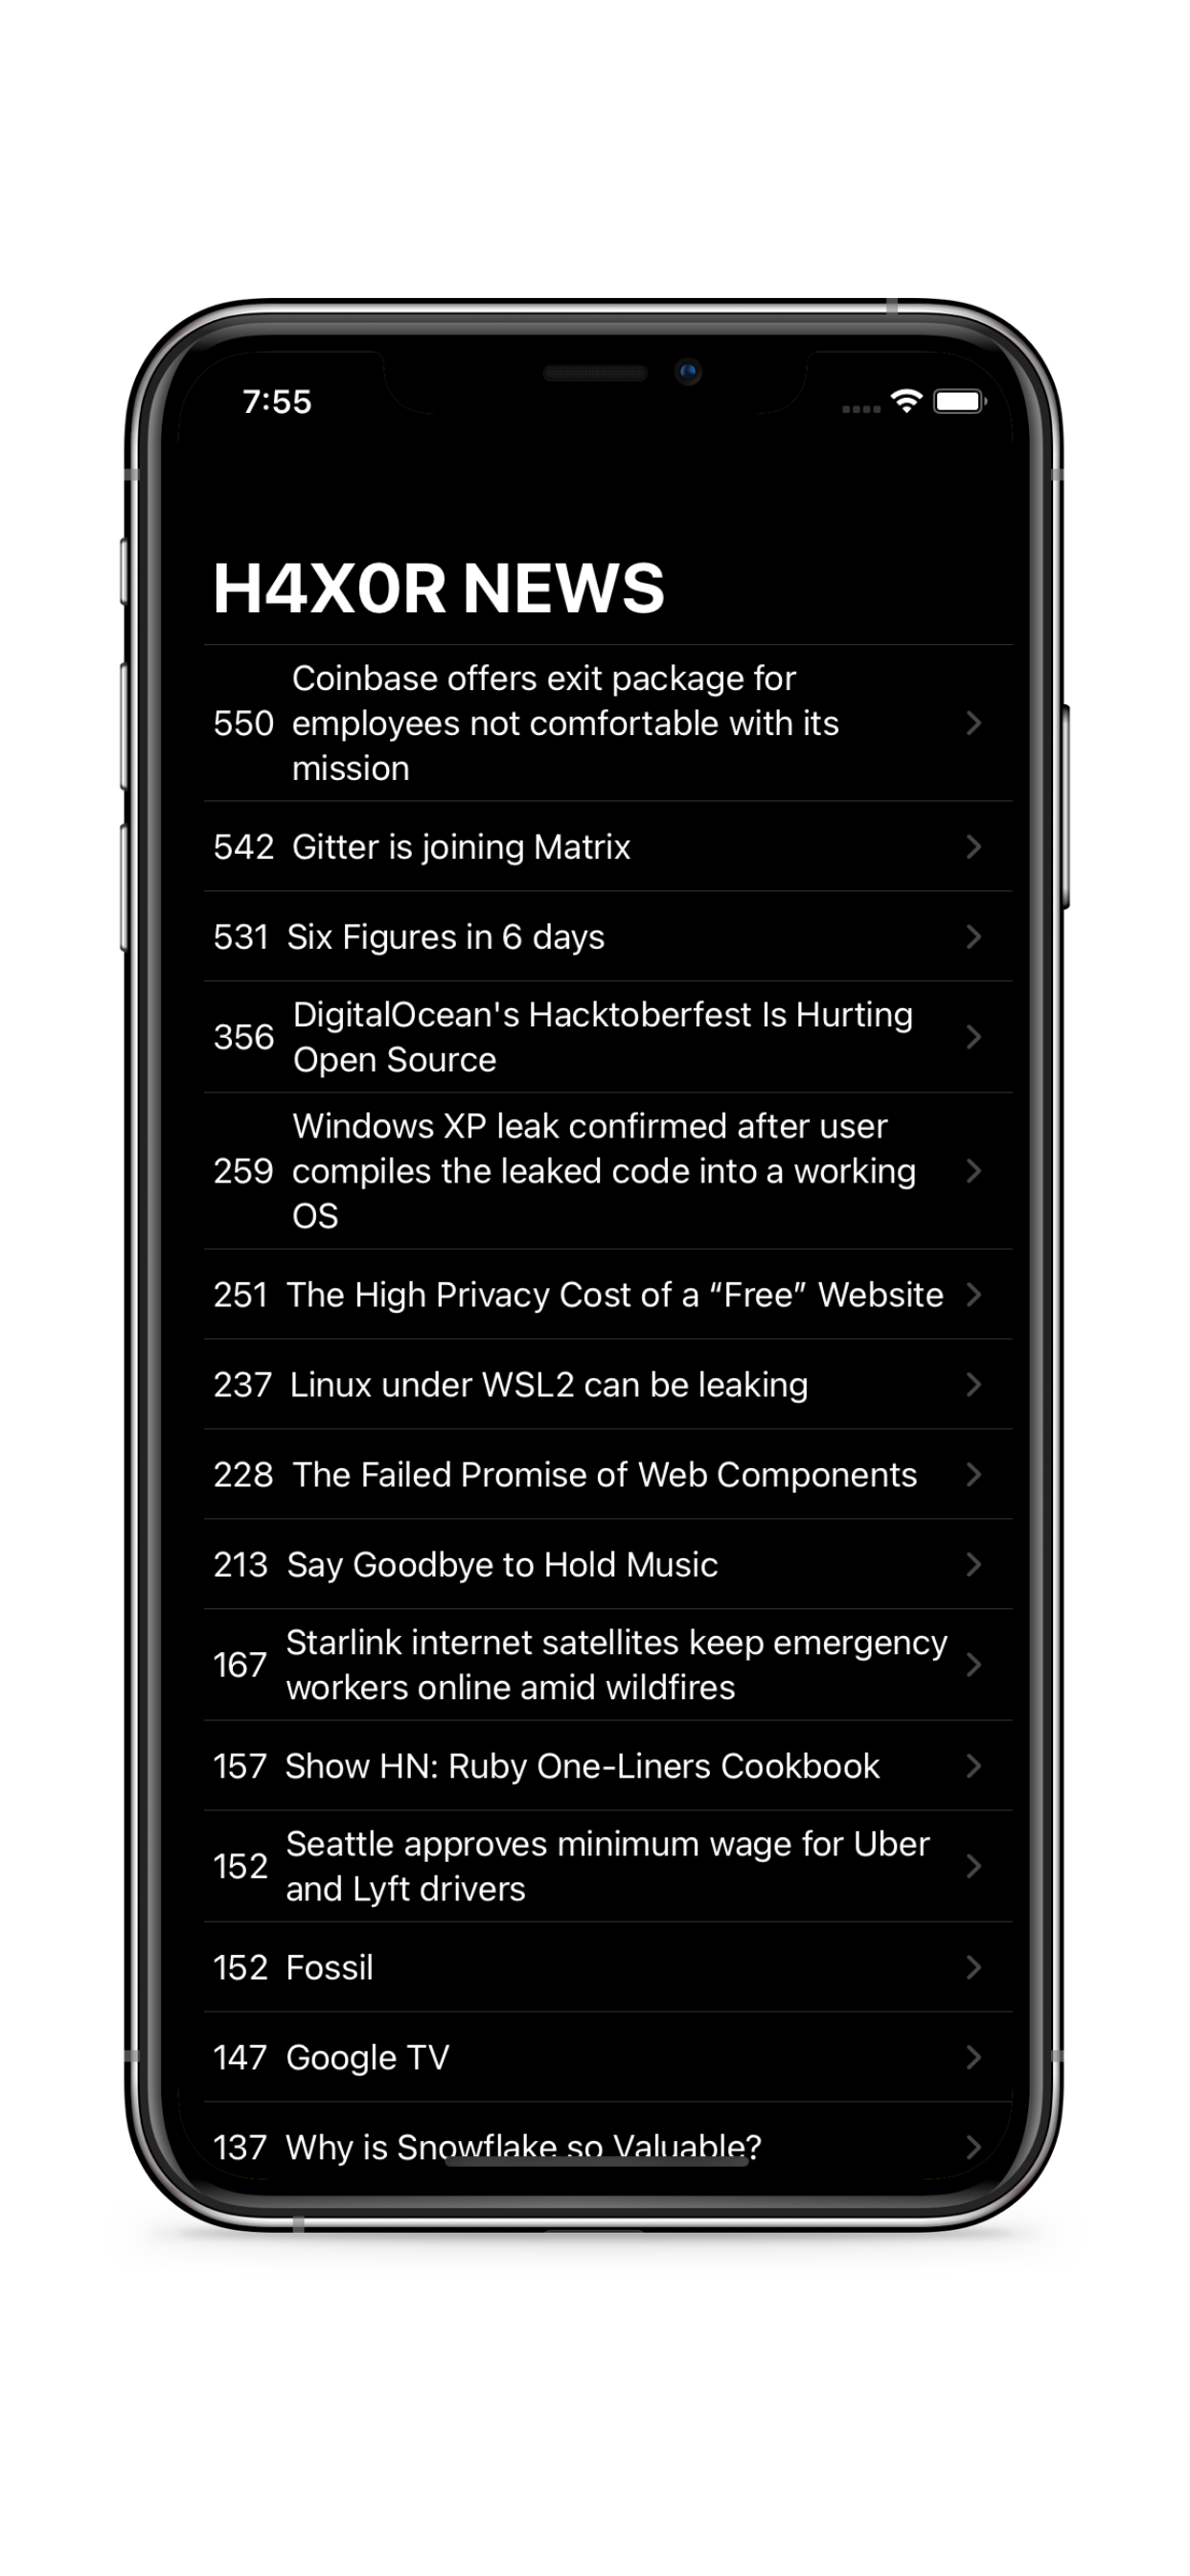 7:55
H4X0R NEWS
Coinbase offers exit package for
550 employees not comfortable with its
mission
542 Gitter is joining Matrix
531 Six Figures in 6 days
DigitalOcean's Hacktoberfest Is Hurting
356
Open Source
Windows XP leak confirmed after user
259 compiles the leaked code into a working
OS
251 The High Privacy Cost of a “Free” Website
237 Linux under WSL2 can be leaking
228 The Failed Promise of Web Components
213 Say Goodbye to Hold Music
Starlink internet satellites keep emergency
167
workers online amid wildfires
157 Show HN: Ruby One-Liners Cookbook
Seattle approves minimum wage for Uber
152
and Lyft drivers
152 Fossil
147 Google TV
137 Why is Snowflake so Valuable?